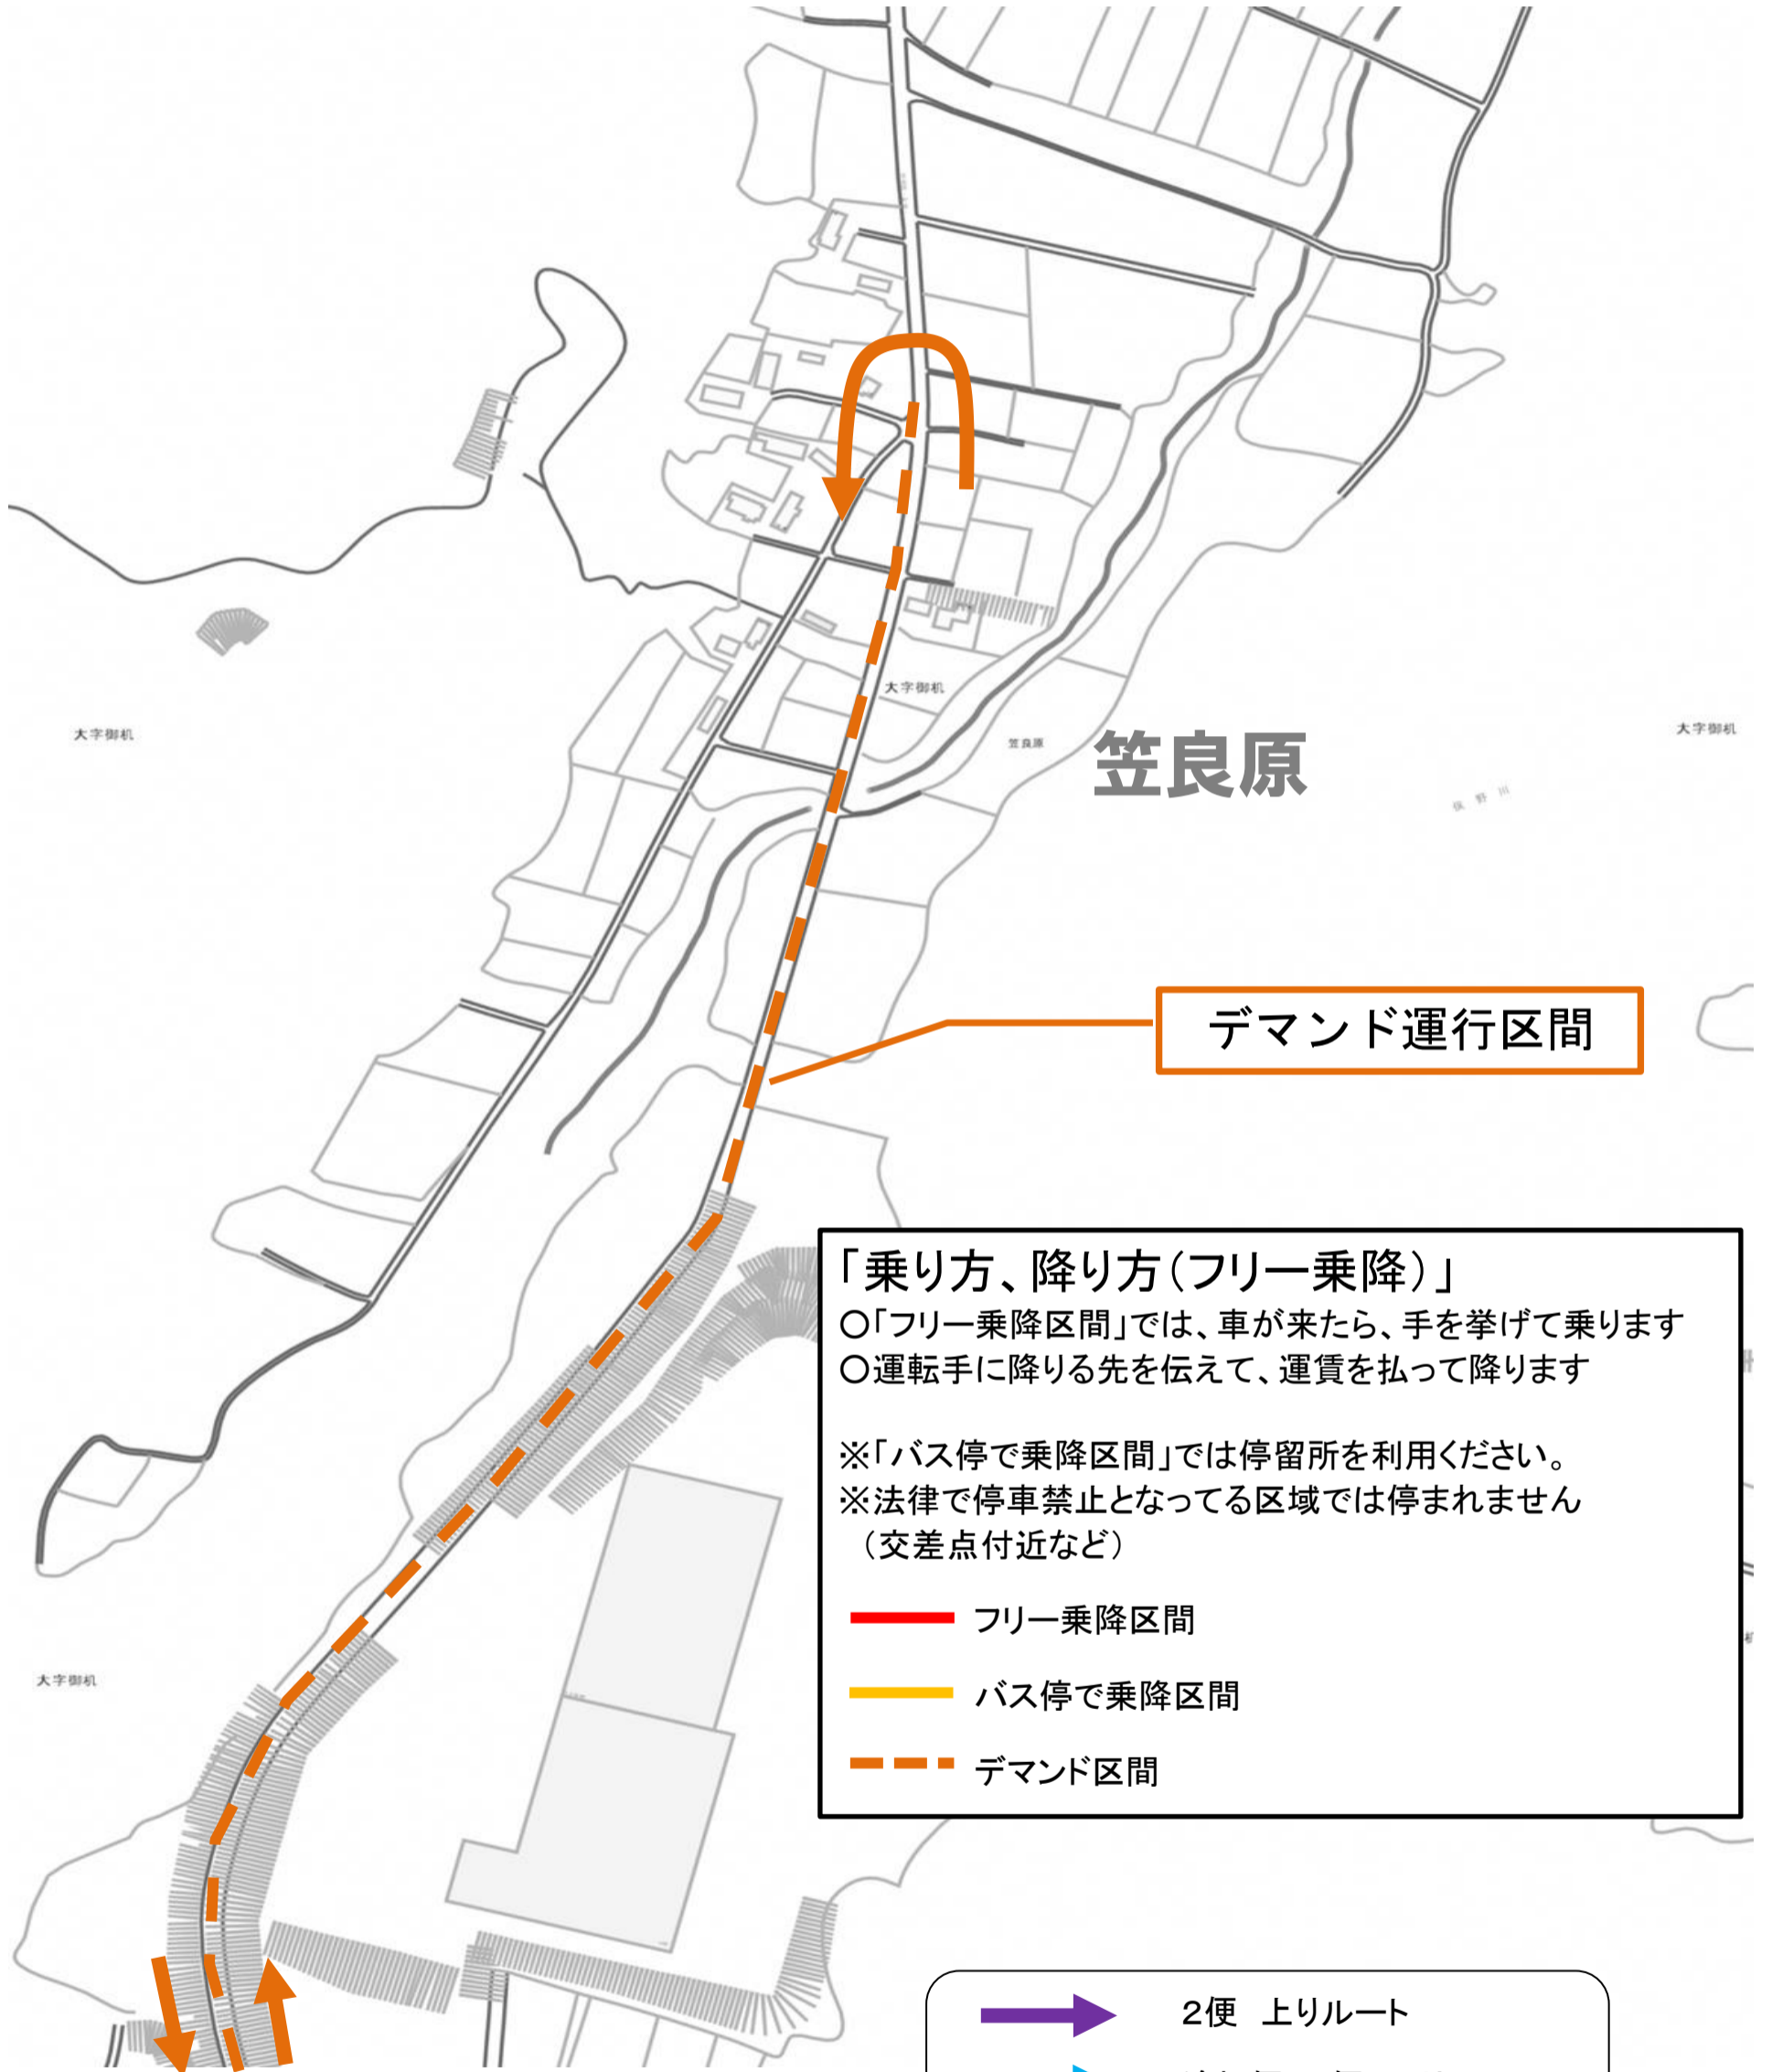 大字御机
大字御机
笠良原
笠良原
大字御机
俣野川
デマンド運行区間
「乗り方、降り方(フリー乗降)」
○「フリー乗降区間」では、車が来たら、手を挙げて乗ります
○運転手に降りる先を伝えて、運賃を払って降ります
※「バス停で乗降区間」では停留所を利用ください。
※法律で停車禁止となってる区域では停まれません
(交差点付近など)
フリー乗降区間
バス停で乗降区間
デマンド区間
大字御机
2便 上りルート